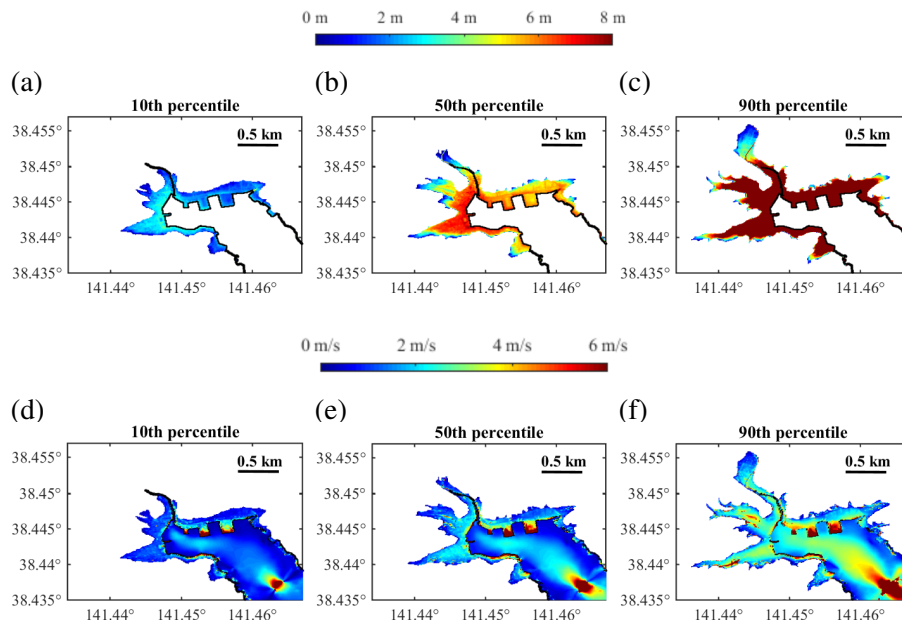 0 m 2 m 4 m 6 m 8 m
(a) (b) (c)
10th percentile 50th percentile 90th percentile
0.5 km 0.5 km 0.5 km
38.455° 38.455° 38.455°
38.45° 38.45° 38.45°
38.445° 38.445° 38.445°
38.44° 38.44° 38.44°
38.435° 38.435° 38.435°
141.44° 141.45° 141.46° 141.44° 141.45° 141.46° 141.44° 141.45° 141.46°
0 m/s 2 m/s 4 m/s 6 m/s
(d) (e) (f)
10th percentile 50th percentile 90th percentile
0.5 km 0.5 km 0.5 km
38.455° 38.455° 38.455°
38.45° 38.45° 38.45°
38.445° 38.445° 38.445°
38.44° 38.44° 38.44°
38.435° 38.435° 38.435°
141.44° 141.45° 141.46° 141.44° 141.45° 141.46° 141.44° 141.45° 141.46°